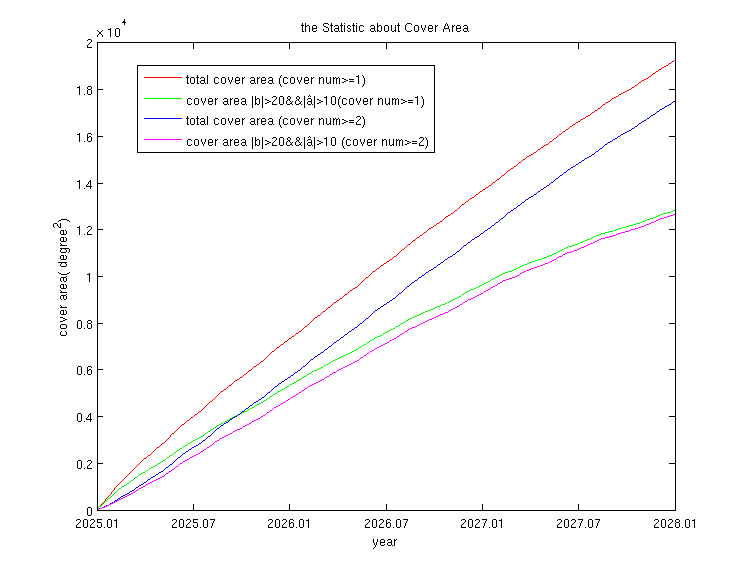 the Statistic about Cover Area
× 10^4
2
1.8
1.6
1.4
1.2
1
0.8
0.6
0.4
0.2
0
total cover area (cover num>=1)
cover area |b|>20&&|â|>10(cover num>=1)
total cover area (cover num>=2)
cover area |b|>20&&|â|>10 (cover num>=2)
cover area( degree^2)
2025.01 2025.07 2026.01 2026.07 2027.01 2027.07 2028.01
year